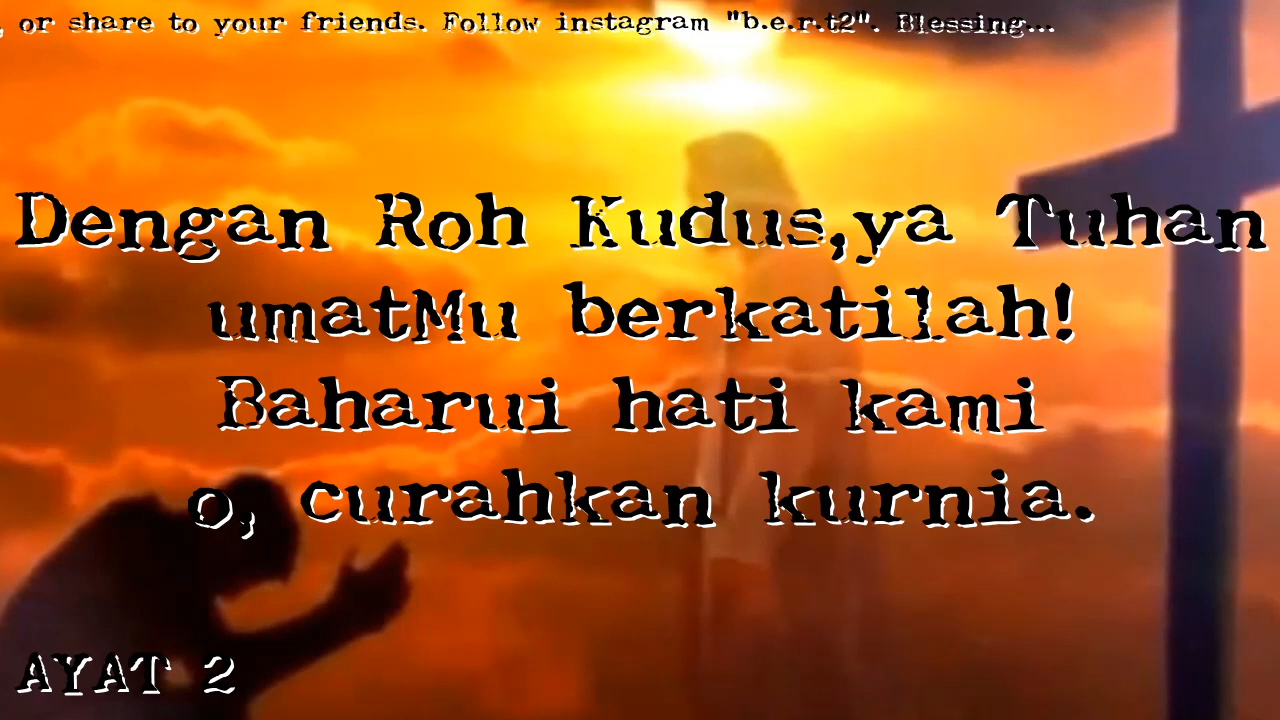 , or share to your friends. Follow instagram "b.e.r.t2". Blessing...
Dengan Roh Kudus,ya Tuhan
umatMu berkatilah!
Baharui hati kami
o, curahkan kurnia.
AYAT 2